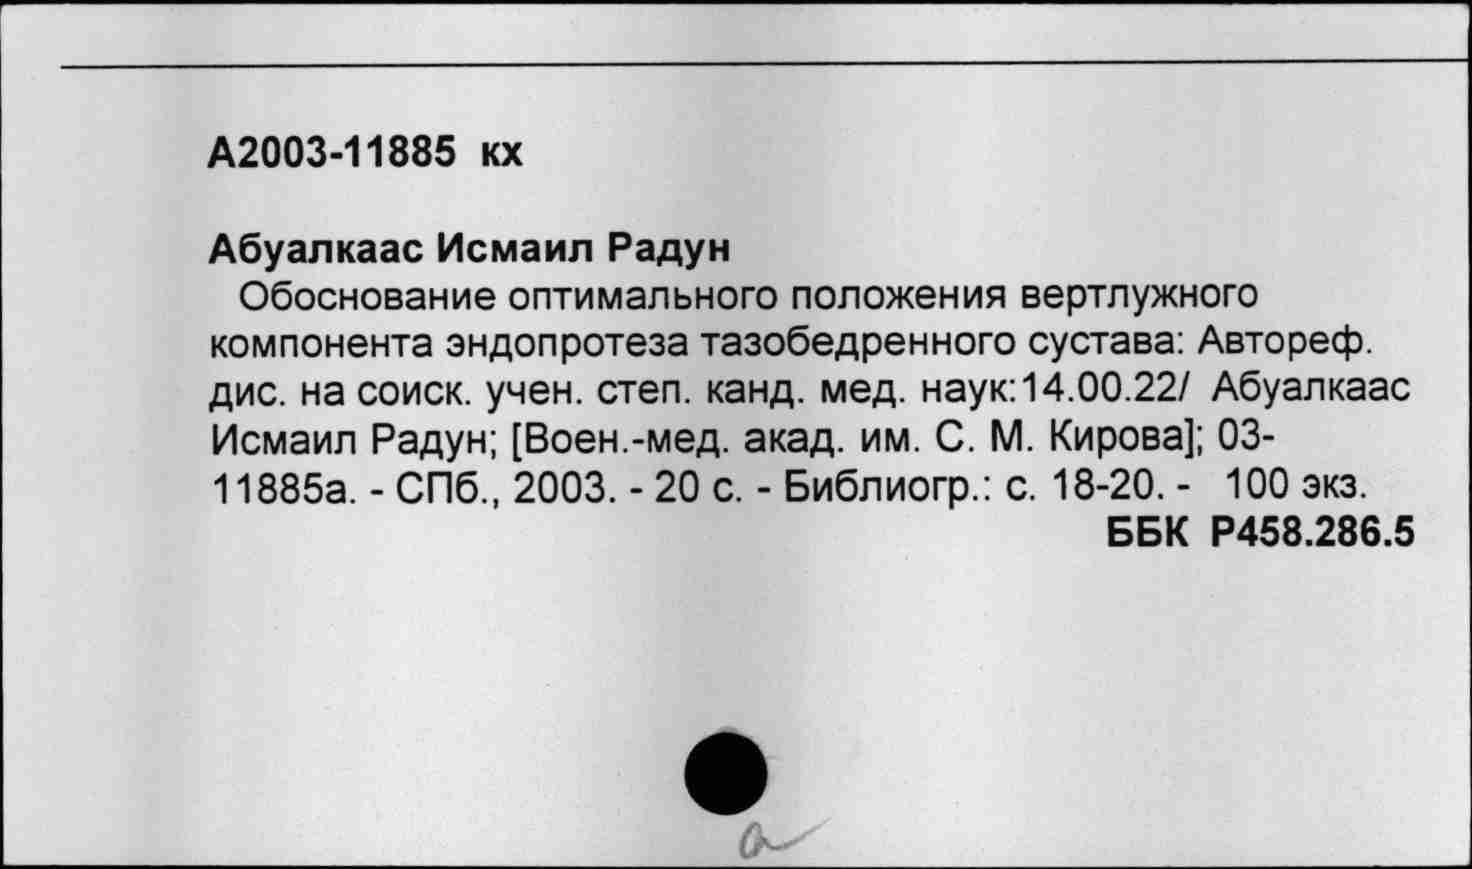 А2003-11885 кх
Абуалкаас Исмаил Радун
Обоснование оптимального положения вертлужного
компонента эндопротеза тазобедренного сустава: Автореф.
дис. на соиск. учен. степ. канд. мед. наук:14.00.22/ Абуалкаас
Исмаил Радун; [Воен.-мед. акад. им. С. М. Кирова]; 03-
11885а. - СПб., 2003. - 20 с. - Библиогр.: с. 18-20. - 100 экз.
ББК Р458.286.5
а